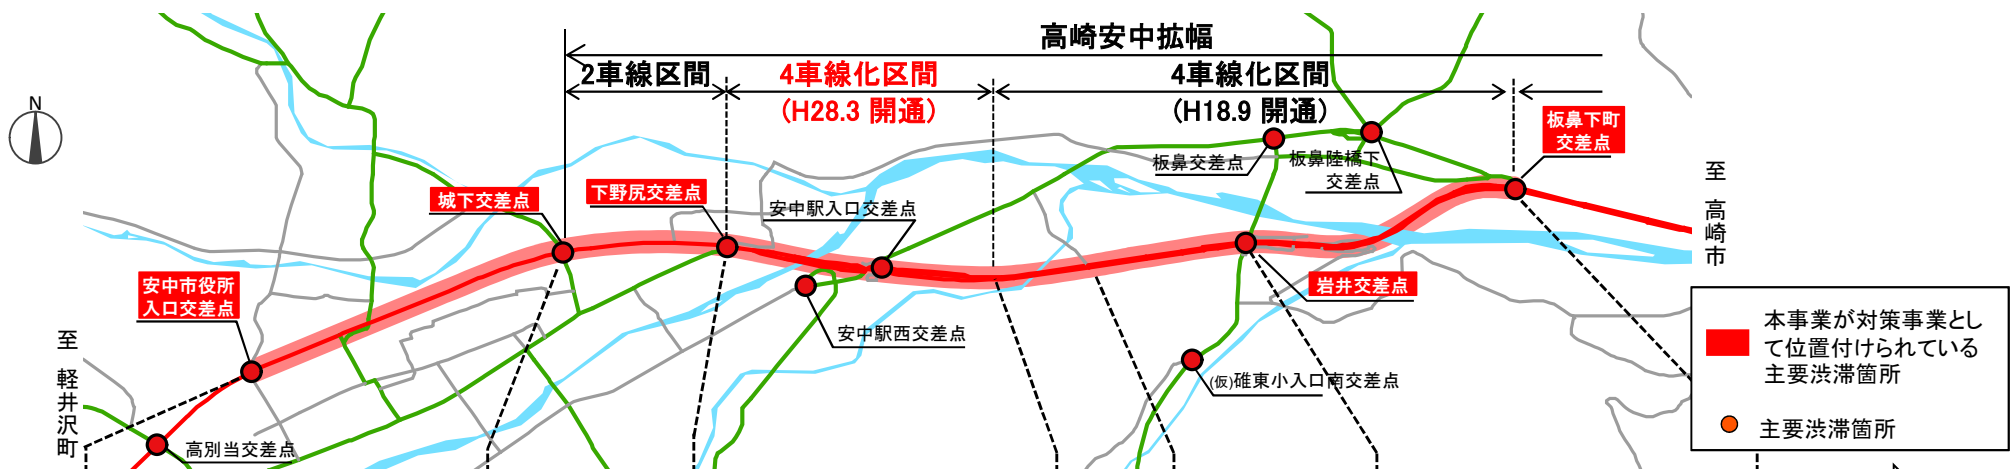 高崎安中拡幅
2車線区間
4車線化区間
(H28.3 開通)
4車線化区間
(H18.9 開通)
N
板鼻下町
交差点
板鼻交差点
板鼻陸橋下
交差点
至 高崎市
城下交差点
下野尻交差点
安中駅入口交差点
安中市役所
入口交差点
岩井交差点
安中駅西交差点
至 軽井沢町
(仮)碓東小入口南交差点
高別当交差点
本事業が対策事業とし
て位置付けられている
主要渋滞箇所
主要渋滞箇所